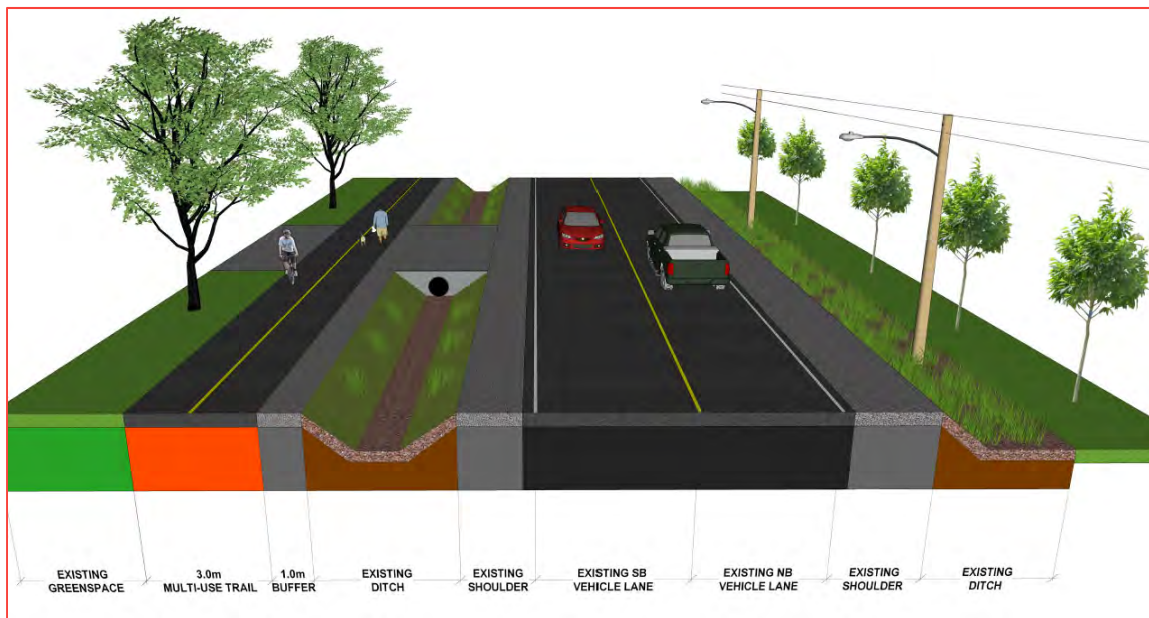 EXISTING
GREENSPACE
3.0m
MULTI-USE TRAIL
1.0m
BUFFER
EXISTING
DITCH
EXISTING
SHOULDER
EXISTING SB
VEHICLE LANE
EXISTING NB
VEHICLE LANE
EXISTING
SHOULDER
EXISTING
DITCH